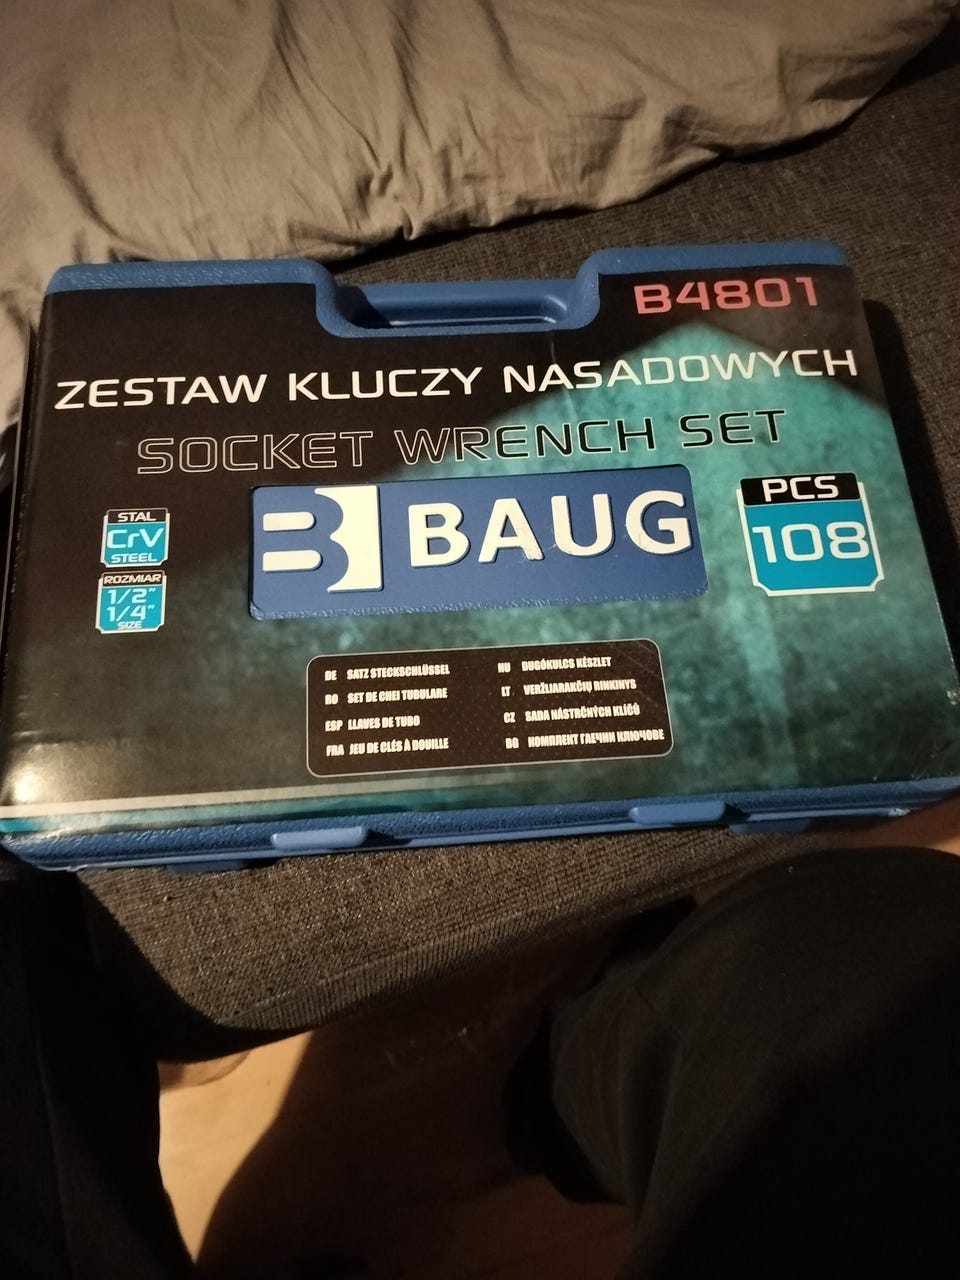 B4801
ZESTAW KLUCZY NASADOWYCH
SOCKET WRENCH SET
B BAUG
PCS
108
STAL
CrV
STEEL
ROZMIAR
1/2"
1/4"
SIZE
DE SATZ STECKSCHLÜSSEL
RO SET DE CHEI TUBULARE
ESP LLAVES DE TUBO
FRA JEU DE CLÉS À DOUILLE
HU DUGÓKULCS KÉSZLET
LT VERŽLIARAKČIŲ RINKINYS
CZ SADA NÁSTRČNÝCH KLÍČŮ
BG КОМПЛЕКТ ГАЕЧНИ КЛЮЧОВЕ